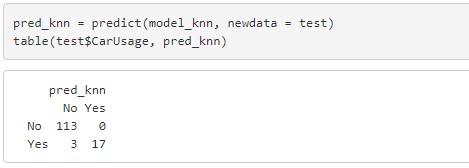 pred_knn = predict(model_knn, newdata = test)
table(test$CarUsage, pred_knn)
pred_knn
No Yes
No 113 0
Yes 3 17